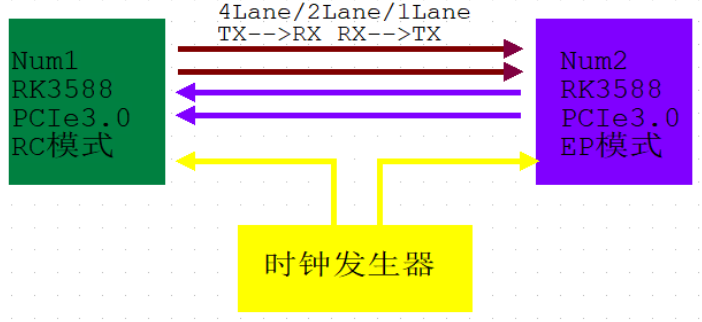 4Lane/2Lane/1Lane
TX-->RX RX-->TX
Num1
RK3588
PCIe3.0
RC模式
Num2
RK3588
PCIe3.0
EP模式
时钟发生器